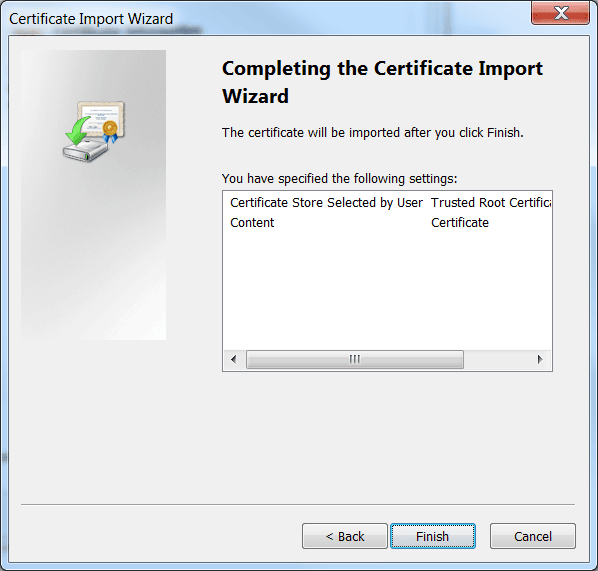 Certificate Import Wizard
Completing the Certificate Import
Wizard
The certificate will be imported after you click Finish.
You have specified the following settings:
Certificate Store Selected by User Trusted Root Certifica
Content Certificate
< Back Finish Cancel